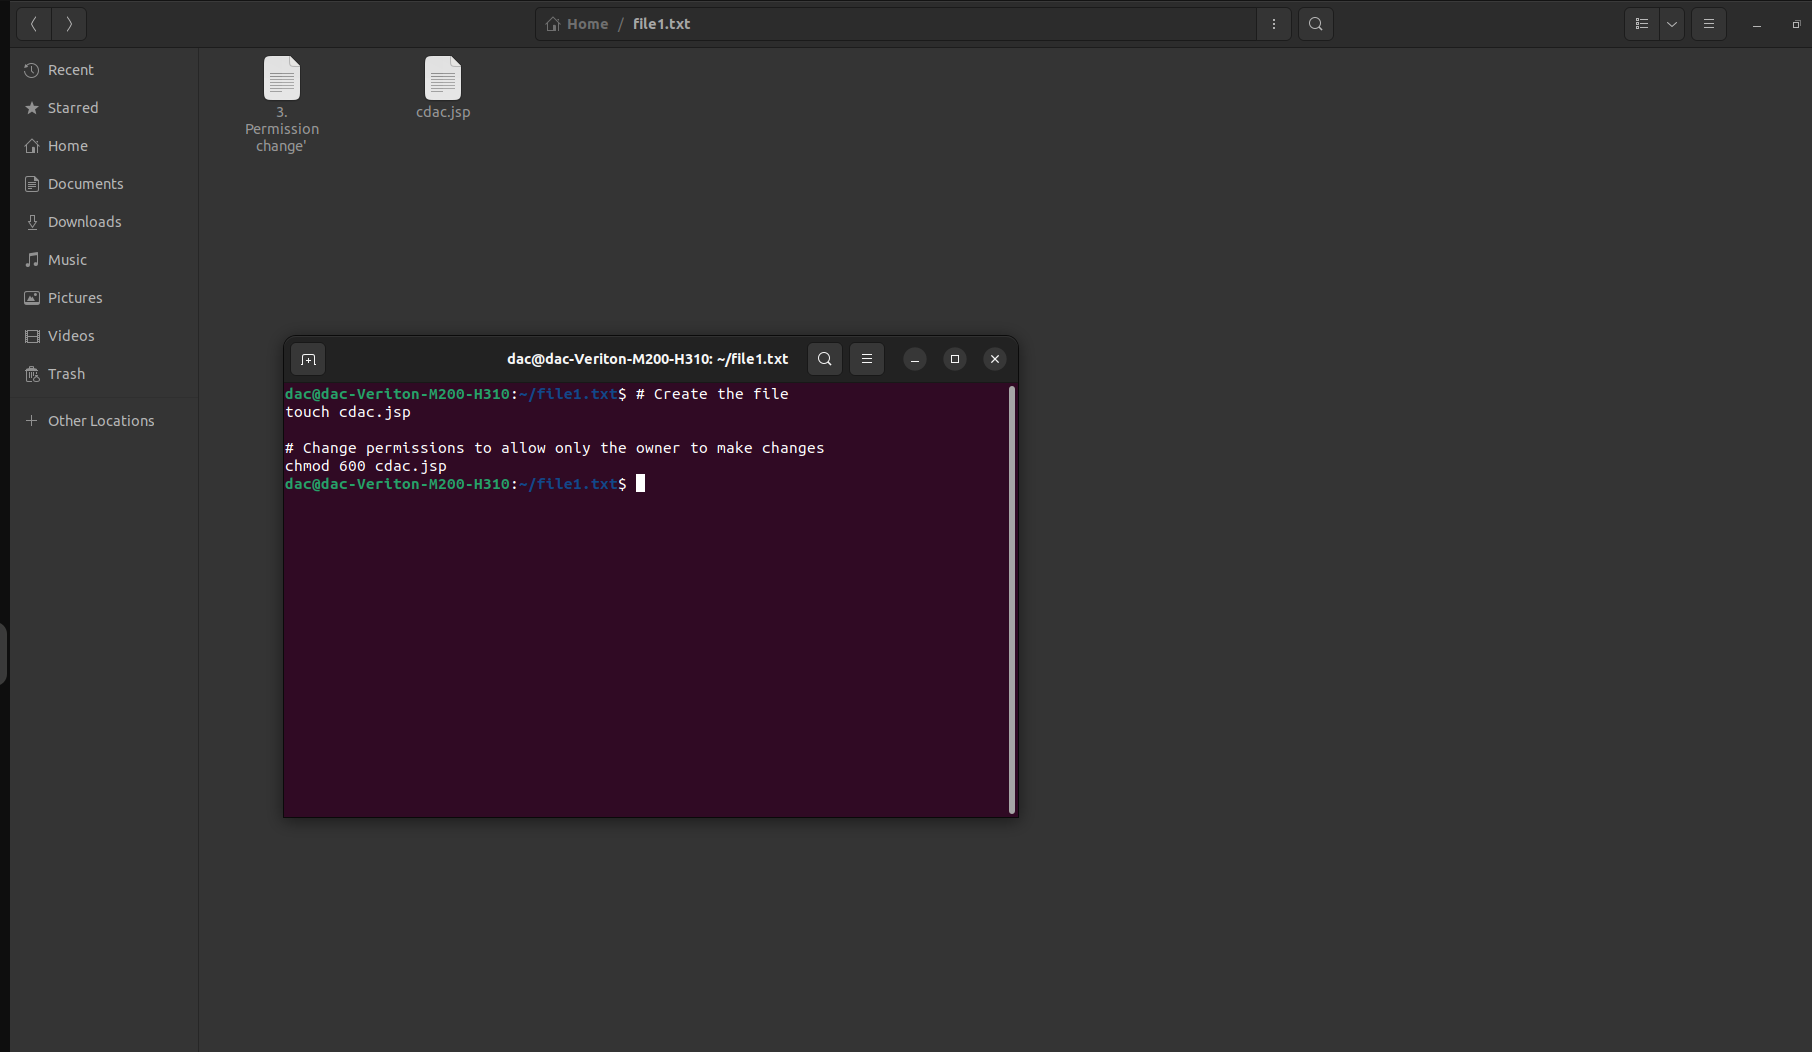 Home / file1.txt
Recent
Starred
Home
Documents
Downloads
Music
Pictures
Videos
Trash
Other Locations
3.
Permission
change'
cdac.jsp
dac@dac-Veriton-M200-H310: ~/file1.txt
dac@dac-Veriton-M200-H310:~/file1.txt$ # Create the file
touch cdac.jsp
# Change permissions to allow only the owner to make changes
chmod 600 cdac.jsp
dac@dac-Veriton-M200-H310:~/file1.txt$